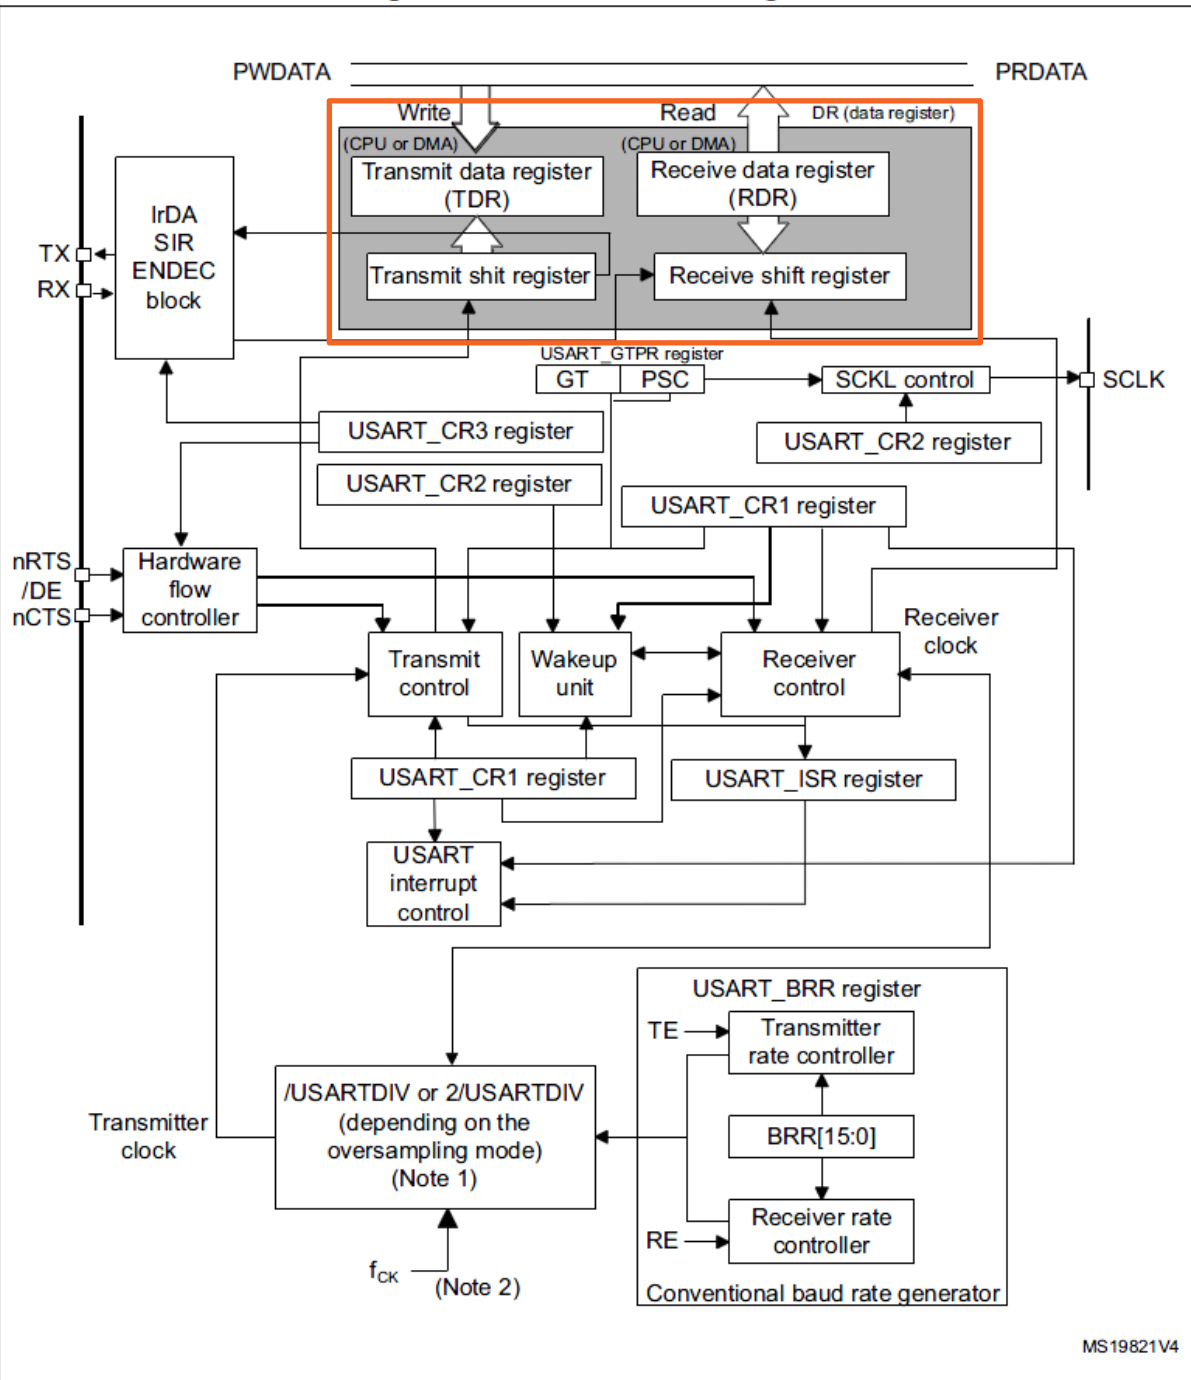 PWDATA
PRDATA
Write
Read
DR (data register)
(CPU or DMA)
(CPU or DMA)
Transmit data register
(TDR)
Receive data register
(RDR)
IrDA
SIR
ENDEC
block
TX
RX
Transmit shit register
Receive shift register
USART_GTPR register
GT
PSC
SCKL control
SCLK
USART_CR3 register
USART_CR2 register
USART_CR2 register
USART_CR1 register
nRTS
/DE
nCTS
Hardware
flow
controller
Receiver
clock
Transmit
control
Wakeup
unit
Receiver
control
USART_CR1 register
USART_ISR register
USART
interrupt
control
USART_BRR register
TE
Transmitter
rate controller
/USARTDIV or 2/USARTDIV
(depending on the
oversampling mode)
(Note 1)
Transmitter
clock
BRR[15:0]
RE
Receiver rate
controller
fCK
(Note 2)
Conventional baud rate generator
MS19821V4